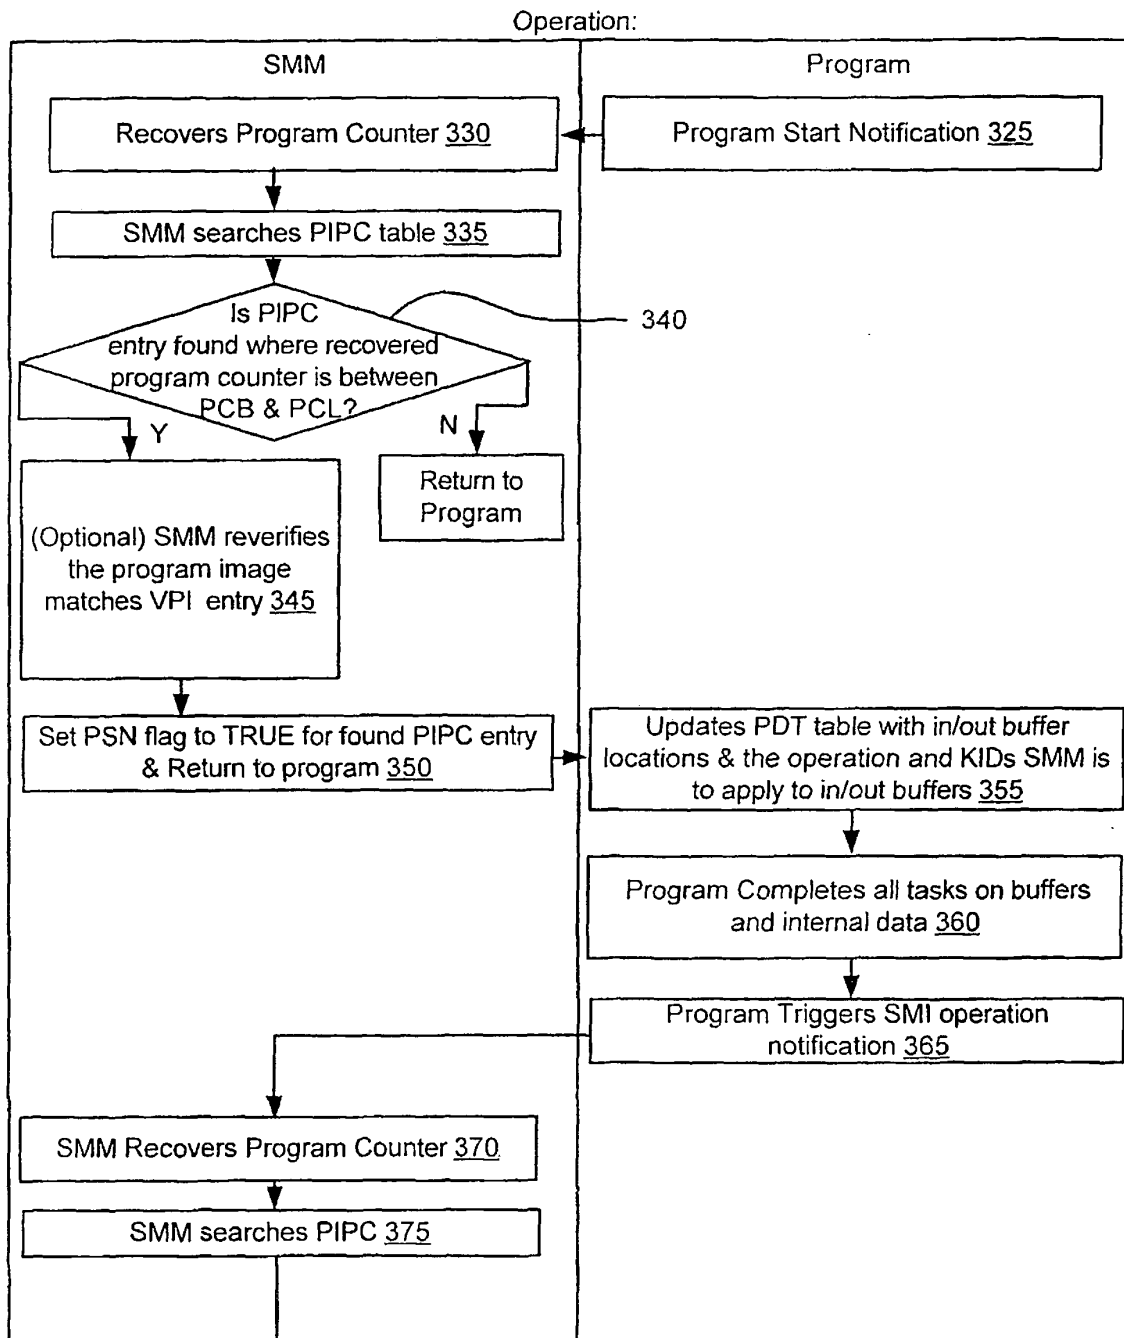 Operation:
SMM
Program
Recovers Program Counter 330
Program Start Notification 325
SMM searches PIPC table 335
Is PIPC
entry found where recovered
program counter is between
PCB & PCL?
340
Y
N
Return to
Program
(Optional) SMM reverifies
the program image
matches VPI entry 345
Set PSN flag to TRUE for found PIPC entry
& Return to program 350
Updates PDT table with in/out buffer
locations & the operation and KIDs SMM is
to apply to in/out buffers 355
Program Completes all tasks on buffers
and internal data 360
Program Triggers SMI operation
notification 365
SMM Recovers Program Counter 370
SMM searches PIPC 375